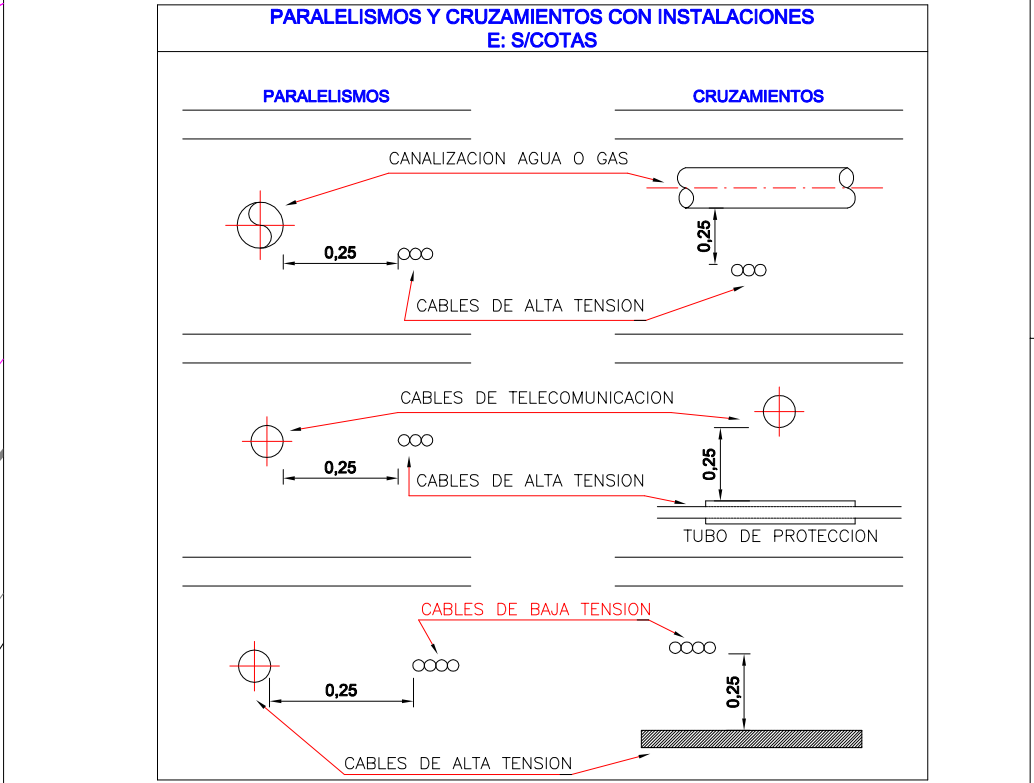 PARALELISMOS Y CRUZAMIENTOS CON INSTALACIONES
E: S/COTAS
PARALELISMOS
CRUZAMIENTOS
CANALIZACION AGUA O GAS
0,25
0,25
CABLES DE ALTA TENSION
CABLES DE TELECOMUNICACION
0,25
0,25
CABLES DE ALTA TENSION
TUBO DE PROTECCION
CABLES DE BAJA TENSION
0,25
0,25
CABLES DE ALTA TENSION